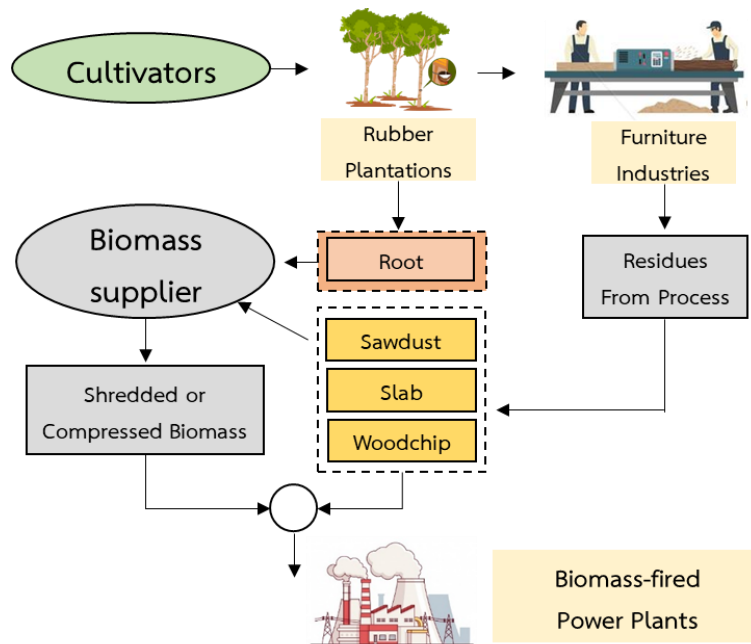 Cultivators
Rubber
Plantations
Furniture
Industries
Biomass
supplier
Root
Residues
From Process
Sawdust
Slab
Woodchip
Shredded or
Compressed Biomass
Biomass-fired
Power Plants